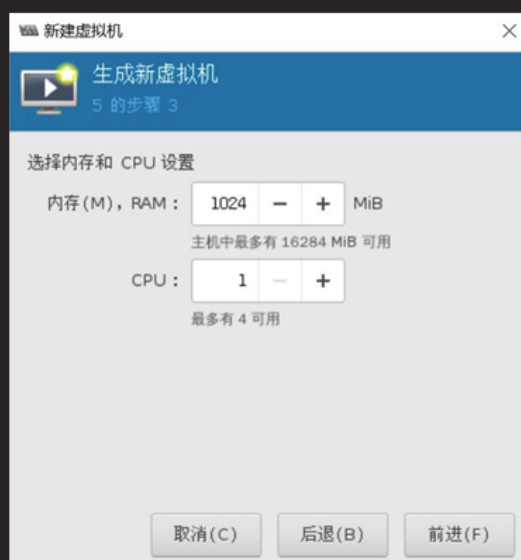 新建虚拟机
生成新虚拟机
5 的步骤 3
选择内存和 CPU 设置
内存(M), RAM： 1024 － ＋ MiB
主机中最多有 16284 MiB 可用
CPU： 1 － ＋
最多有 4 可用
取消(C) 后退(B) 前进(F)